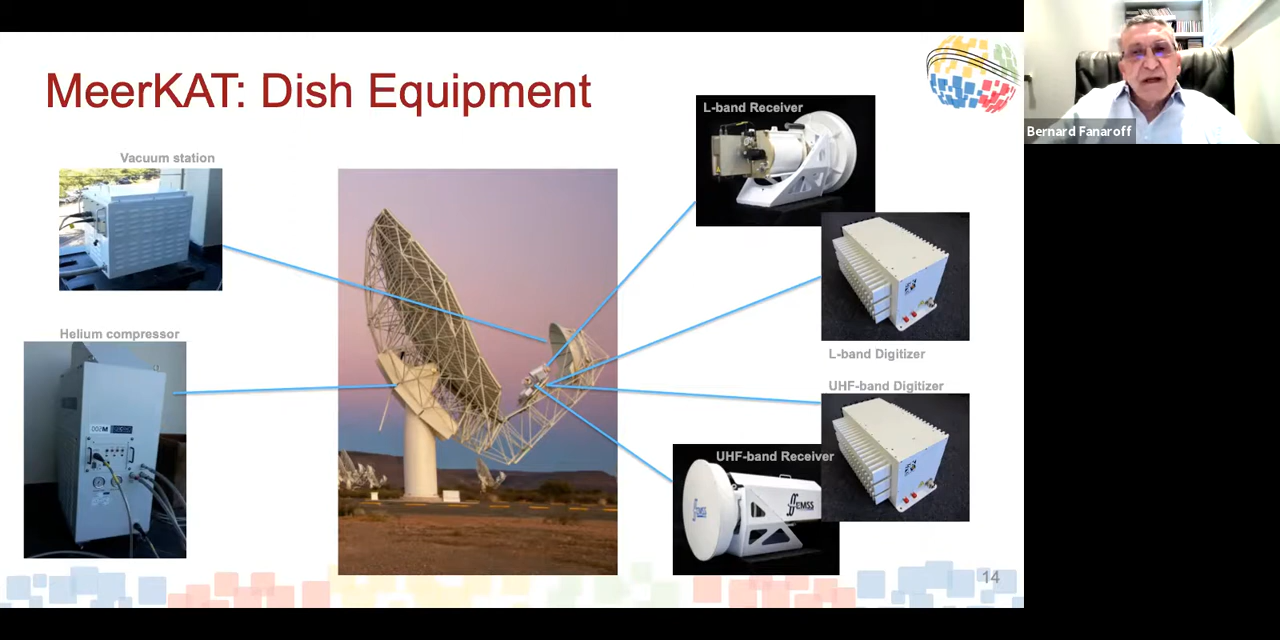 MeerKAT: Dish Equipment
Vacuum station
Helium compressor
L-band Receiver
L-band Digitizer
UHF-band Digitizer
UHF-band Receiver
EMSS
14
Bernard Fanaroff